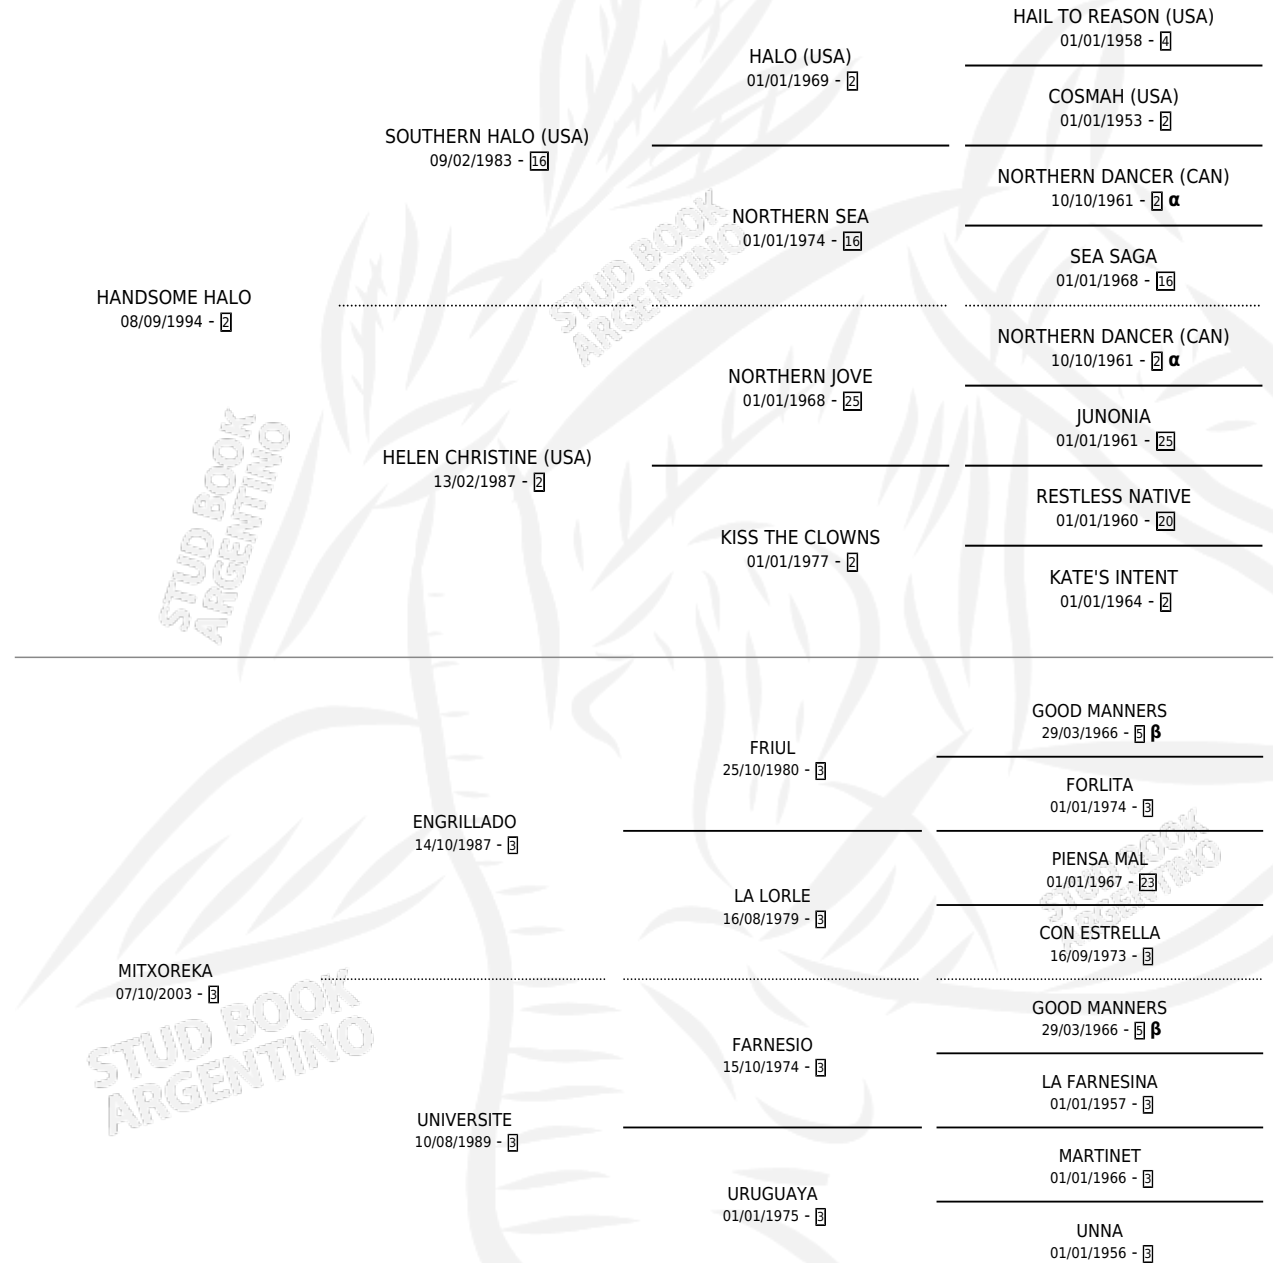 HAIL TO REASON (USA)
01/01/1958 - 4
HALO (USA)
01/01/1969 - 2
COSMAH (USA)
01/01/1953 - 2
SOUTHERN HALO (USA)
09/02/1983 - 16
NORTHERN DANCER (CAN)
10/10/1961 - 2 α
NORTHERN SEA
01/01/1974 - 16
SEA SAGA
01/01/1968 - 16
HANDSOME HALO
08/09/1994 - 2
NORTHERN DANCER (CAN)
10/10/1961 - 2 α
NORTHERN JOVE
01/01/1968 - 25
JUNONIA
01/01/1961 - 25
HELEN CHRISTINE (USA)
13/02/1987 - 2
RESTLESS NATIVE
01/01/1960 - 20
KISS THE CLOWNS
01/01/1977 - 2
KATE'S INTENT
01/01/1964 - 2
GOOD MANNERS
29/03/1966 - 5 β
FRIUL
25/10/1980 - 3
FORLITA
01/01/1974 - 3
ENGRILLADO
14/10/1987 - 3
PIENSA MAL
01/01/1967 - 23
LA LORLE
16/08/1979 - 3
CON ESTRELLA
16/09/1973 - 3
MITXOREKA
07/10/2003 - 3
GOOD MANNERS
29/03/1966 - 5 β
FARNESIO
15/10/1974 - 3
LA FARNESINA
01/01/1957 - 3
UNIVERSITE
10/08/1989 - 3
MARTINET
01/01/1966 - 3
URUGUAYA
01/01/1975 - 3
UNNA
01/01/1956 - 3
STUD BOOK
ARGENTINO
STUD BOOK
ARGENTINO
STUD BOOK
ARGENTINO
STUD BOOK
ARGENTINO